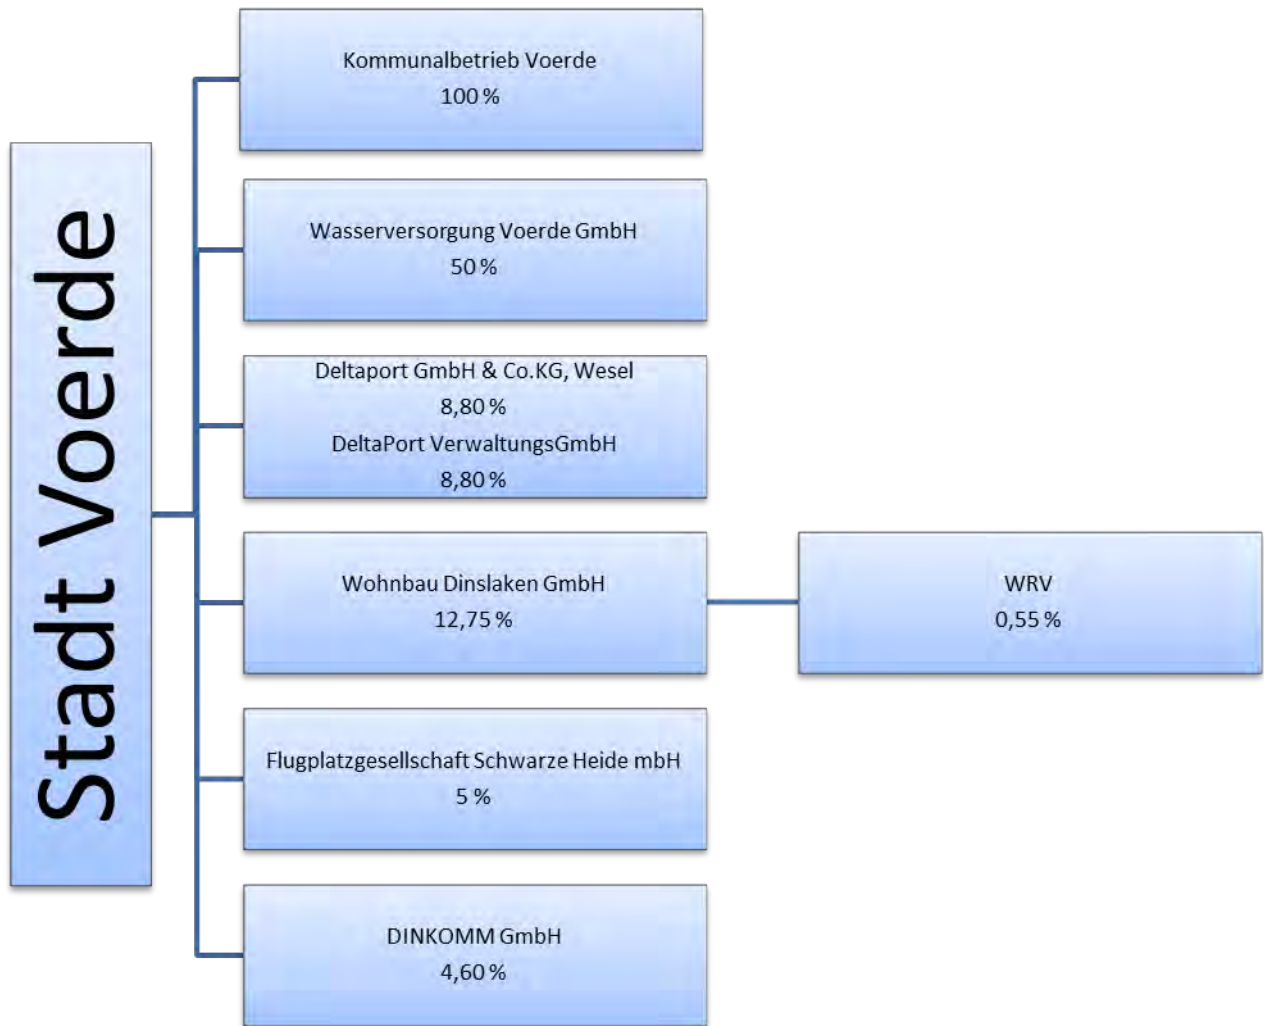 Stadt Voerde
Kommunalbetrieb Voerde
100 %
Wasserversorgung Voerde GmbH
50 %
Deltaport GmbH & Co.KG, Wesel
8,80 %
DeltaPort VerwaltungsGmbH
8,80 %
Wohnbau Dinslaken GmbH
12,75 %
WRV
0,55 %
Flugplatzgesellschaft Schwarze Heide mbH
5 %
DINKOMM GmbH
4,60 %